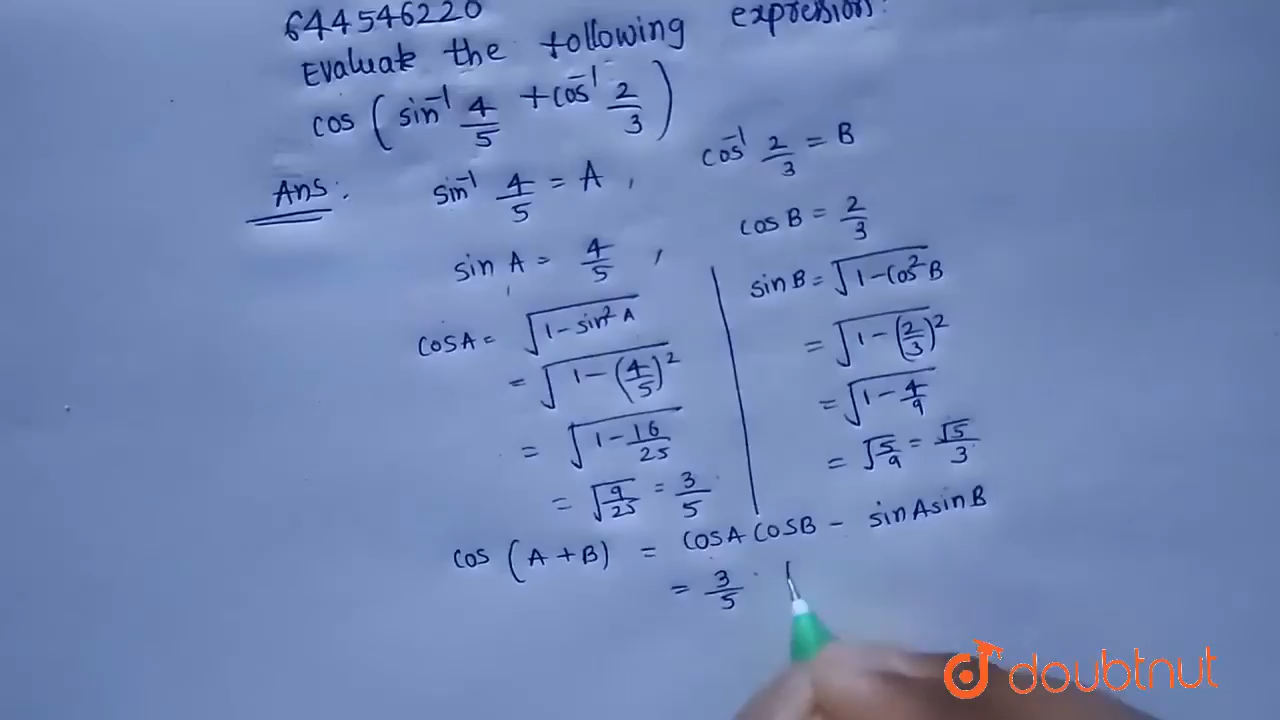 644546220
Evaluate the following expression:
cos (sin⁻¹ 4/5 + cos⁻¹ 2/3)
Ans: sin⁻¹ 4/5 = A , cos⁻¹ 2/3 = B
sin A = 4/5 ,
cos A = √(1 - sin² A)
= √(1 - (4/5)²)
= √(1 - 16/25)
= √(9/25) = 3/5
cos B = 2/3
sin B = √(1 - cos² B)
= √(1 - (2/3)²)
= √(1 - 4/9)
= √(5/9) = √5/3
cos (A + B) = cos A cos B - sin A sin B
= 3/5 ·
doubtnut